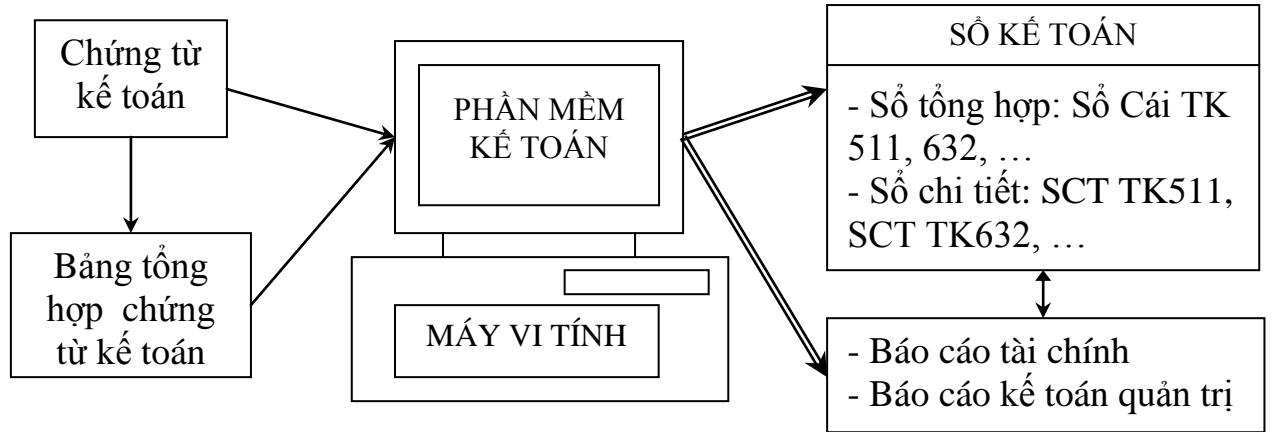 Chứng từ
kế toán
Bảng tổng
hợp chứng
từ kế toán
PHẦN MỀM
KẾ TOÁN
MÁY VI TÍNH
SỔ KẾ TOÁN
- Sổ tổng hợp: Sổ Cái TK
511, 632, …
- Sổ chi tiết: SCT TK511,
SCT TK632, …
- Báo cáo tài chính
- Báo cáo kế toán quản trị